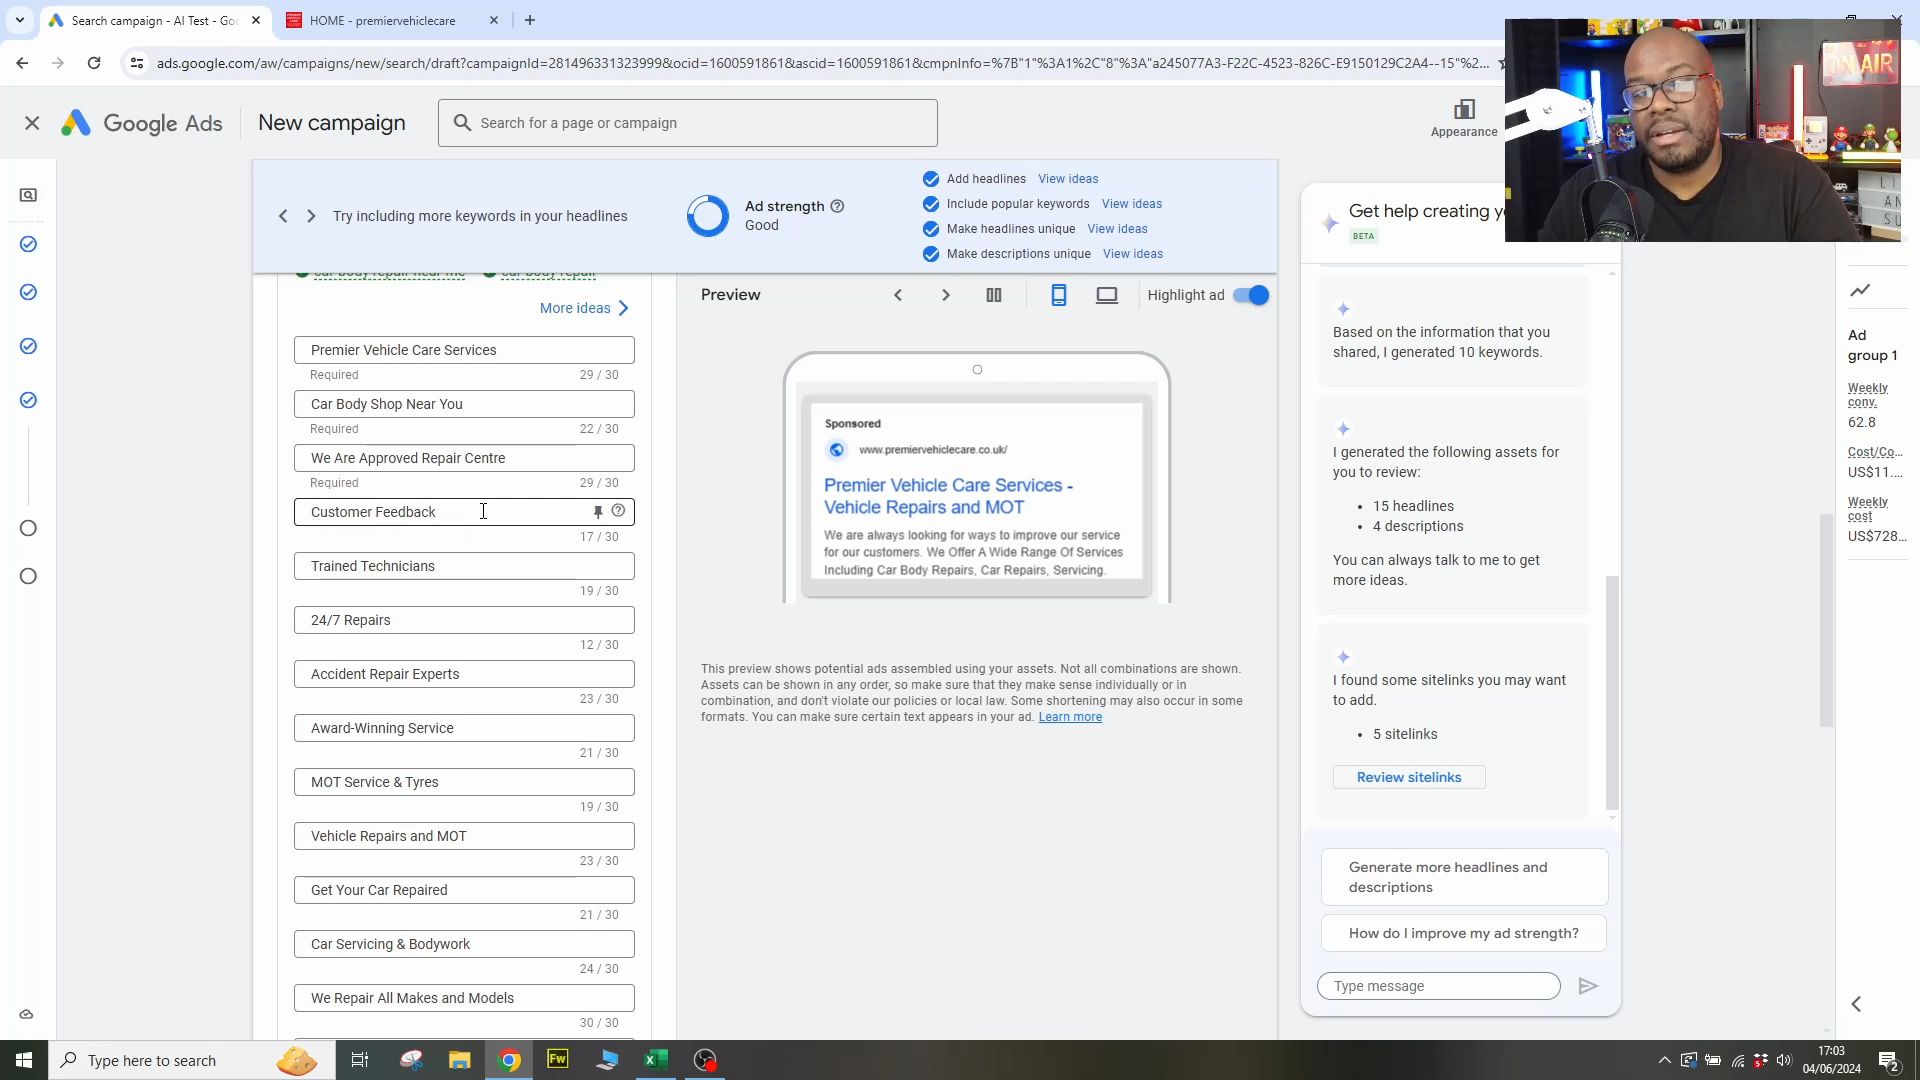 Search campaign - AI Test - Goo
HOME - premiervehiclecare
ads.google.com/aw/campaigns/new/search/draft?campaignId=281496331323999&ocid=1600591861&ascid=1600591861&cmpnInfo=%7B"1"%3A1%2C"8"%3A"a245077A3-F22C-4523-826C-E9150129C2A4--15"%2...
Google Ads
New campaign
Search for a page or campaign
Appearance
ON AIR
Try including more keywords in your headlines
Ad strength
Good
Add headlines View ideas
Include popular keywords View ideas
Make headlines unique View ideas
Make descriptions unique View ideas
car body repair near me car body repair
More ideas
Premier Vehicle Care Services
Required 29 / 30
Car Body Shop Near You
Required 22 / 30
We Are Approved Repair Centre
Required 29 / 30
Customer Feedback
17 / 30
Trained Technicians
19 / 30
24/7 Repairs
12 / 30
Accident Repair Experts
23 / 30
Award-Winning Service
21 / 30
MOT Service & Tyres
19 / 30
Vehicle Repairs and MOT
23 / 30
Get Your Car Repaired
21 / 30
Car Servicing & Bodywork
24 / 30
We Repair All Makes and Models
30 / 30
Preview
Highlight ad
Sponsored
www.premiervehiclecare.co.uk/
Premier Vehicle Care Services -
Vehicle Repairs and MOT
We are always looking for ways to improve our service
for our customers. We Offer A Wide Range Of Services
Including Car Body Repairs, Car Repairs, Servicing.
This preview shows potential ads assembled using your assets. Not all combinations are shown.
Assets can be shown in any order, so make sure that they make sense individually or in
combination, and don't violate our policies or local law. Some shortening may also occur in some
formats. You can make sure certain text appears in your ad. Learn more
Get help creating yo
BETA
Based on the information that you
shared, I generated 10 keywords.
I generated the following assets for
you to review:
• 15 headlines
• 4 descriptions
You can always talk to me to get
more ideas.
I found some sitelinks you may want
to add.
• 5 sitelinks
Review sitelinks
Generate more headlines and
descriptions
How do I improve my ad strength?
Type message
Ad
group 1
Weekly
conv.
62.8
Cost/Co...
US$11....
Weekly
cost
US$728...
Type here to search
Fw
17:03
04/06/2024
2